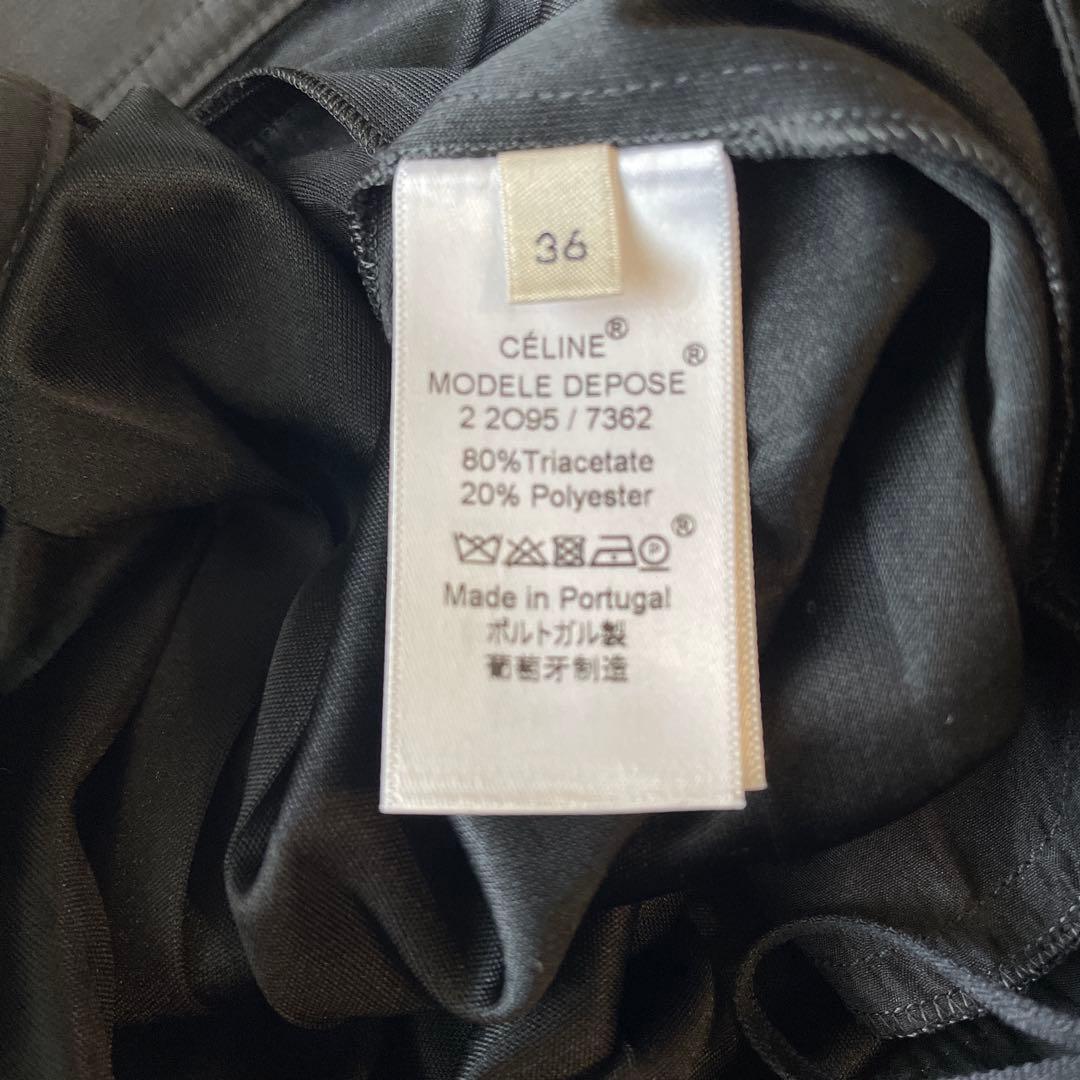 36
CÉLINE®
MODELE DEPOSE®
2 2O95 / 7362
80%Triacetate
20% Polyester
P ®
Made in Portugal
ポルトガル製
葡萄牙制造